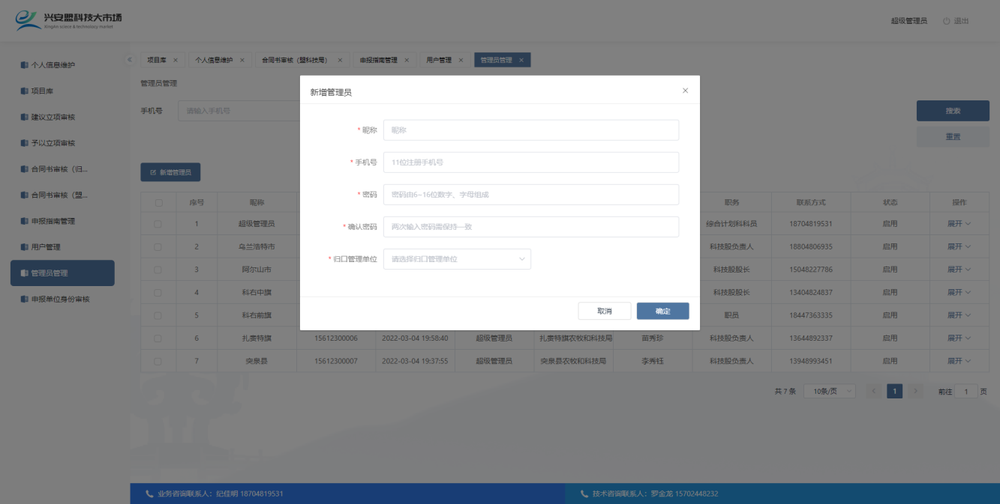 兴安盟科技大市场
XingAn sciece & technology market
超级管理员 退出
个人信息维护
项目库
建议立项审核
予以立项审核
合同书审核（归...
合同书审核（盟...
申报指南管理
用户管理
管理员管理
申报单位身份审核
项目库 × 个人信息维护 × 合同书审核（盟科技局） × 申报指南管理 × 用户管理 × 管理员管理 ×
管理员管理
手机号 请输入手机号
搜索
重置
新增管理员
序号 昵称 职务 联系方式 状态 操作
1 超级管理员 综合计划科科员 18704819531 启用 展开
2 乌兰浩特市 科技股负责人 18804806935 启用 展开
3 阿尔山市 科技股股长 15048227786 启用 展开
4 科右中旗 科技股股长 13404824837 启用 展开
5 科右前旗 职员 18447363335 启用 展开
6 扎赉特旗 15612300006 2022-03-04 19:58:40 超级管理员 扎赉特旗农牧和科技局 苗秀珍 科技股负责人 13644892337 启用 展开
7 突泉县 15612300007 2022-03-04 19:37:55 超级管理员 突泉县农牧和科技局 李秀钰 科技股负责人 13948993451 启用 展开
共 7 条 10条/页 1 前往 1 页
新增管理员 ×
* 昵称 昵称
* 手机号 11位注册手机号
* 密码 密码由6~16位数字、字母组成
* 确认密码 两次输入密码需保持一致
* 归口管理单位 请选择归口管理单位
取消 确定
业务咨询联系人：纪佳明 18704819531
技术咨询联系人：罗金龙 15702448232